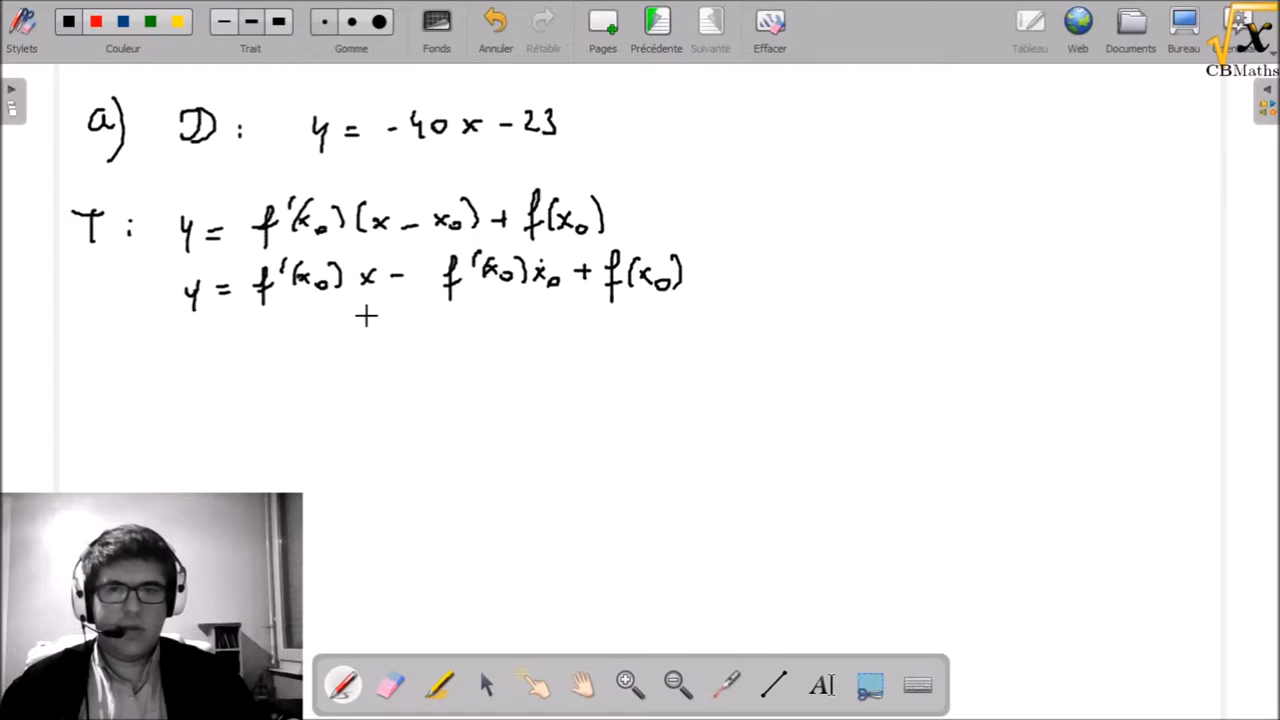 Stylets Couleur Trait Gomme Fonds Annuler Rétablir Pages Précédente Suivante Effacer Tableau Web Documents Bureau
√x
CBMaths
a) D : y = -40x - 23
T : y = f'(x₀)(x - x₀) + f(x₀)
y = f'(x₀) x - f'(x₀)x₀ + f(x₀)
AI